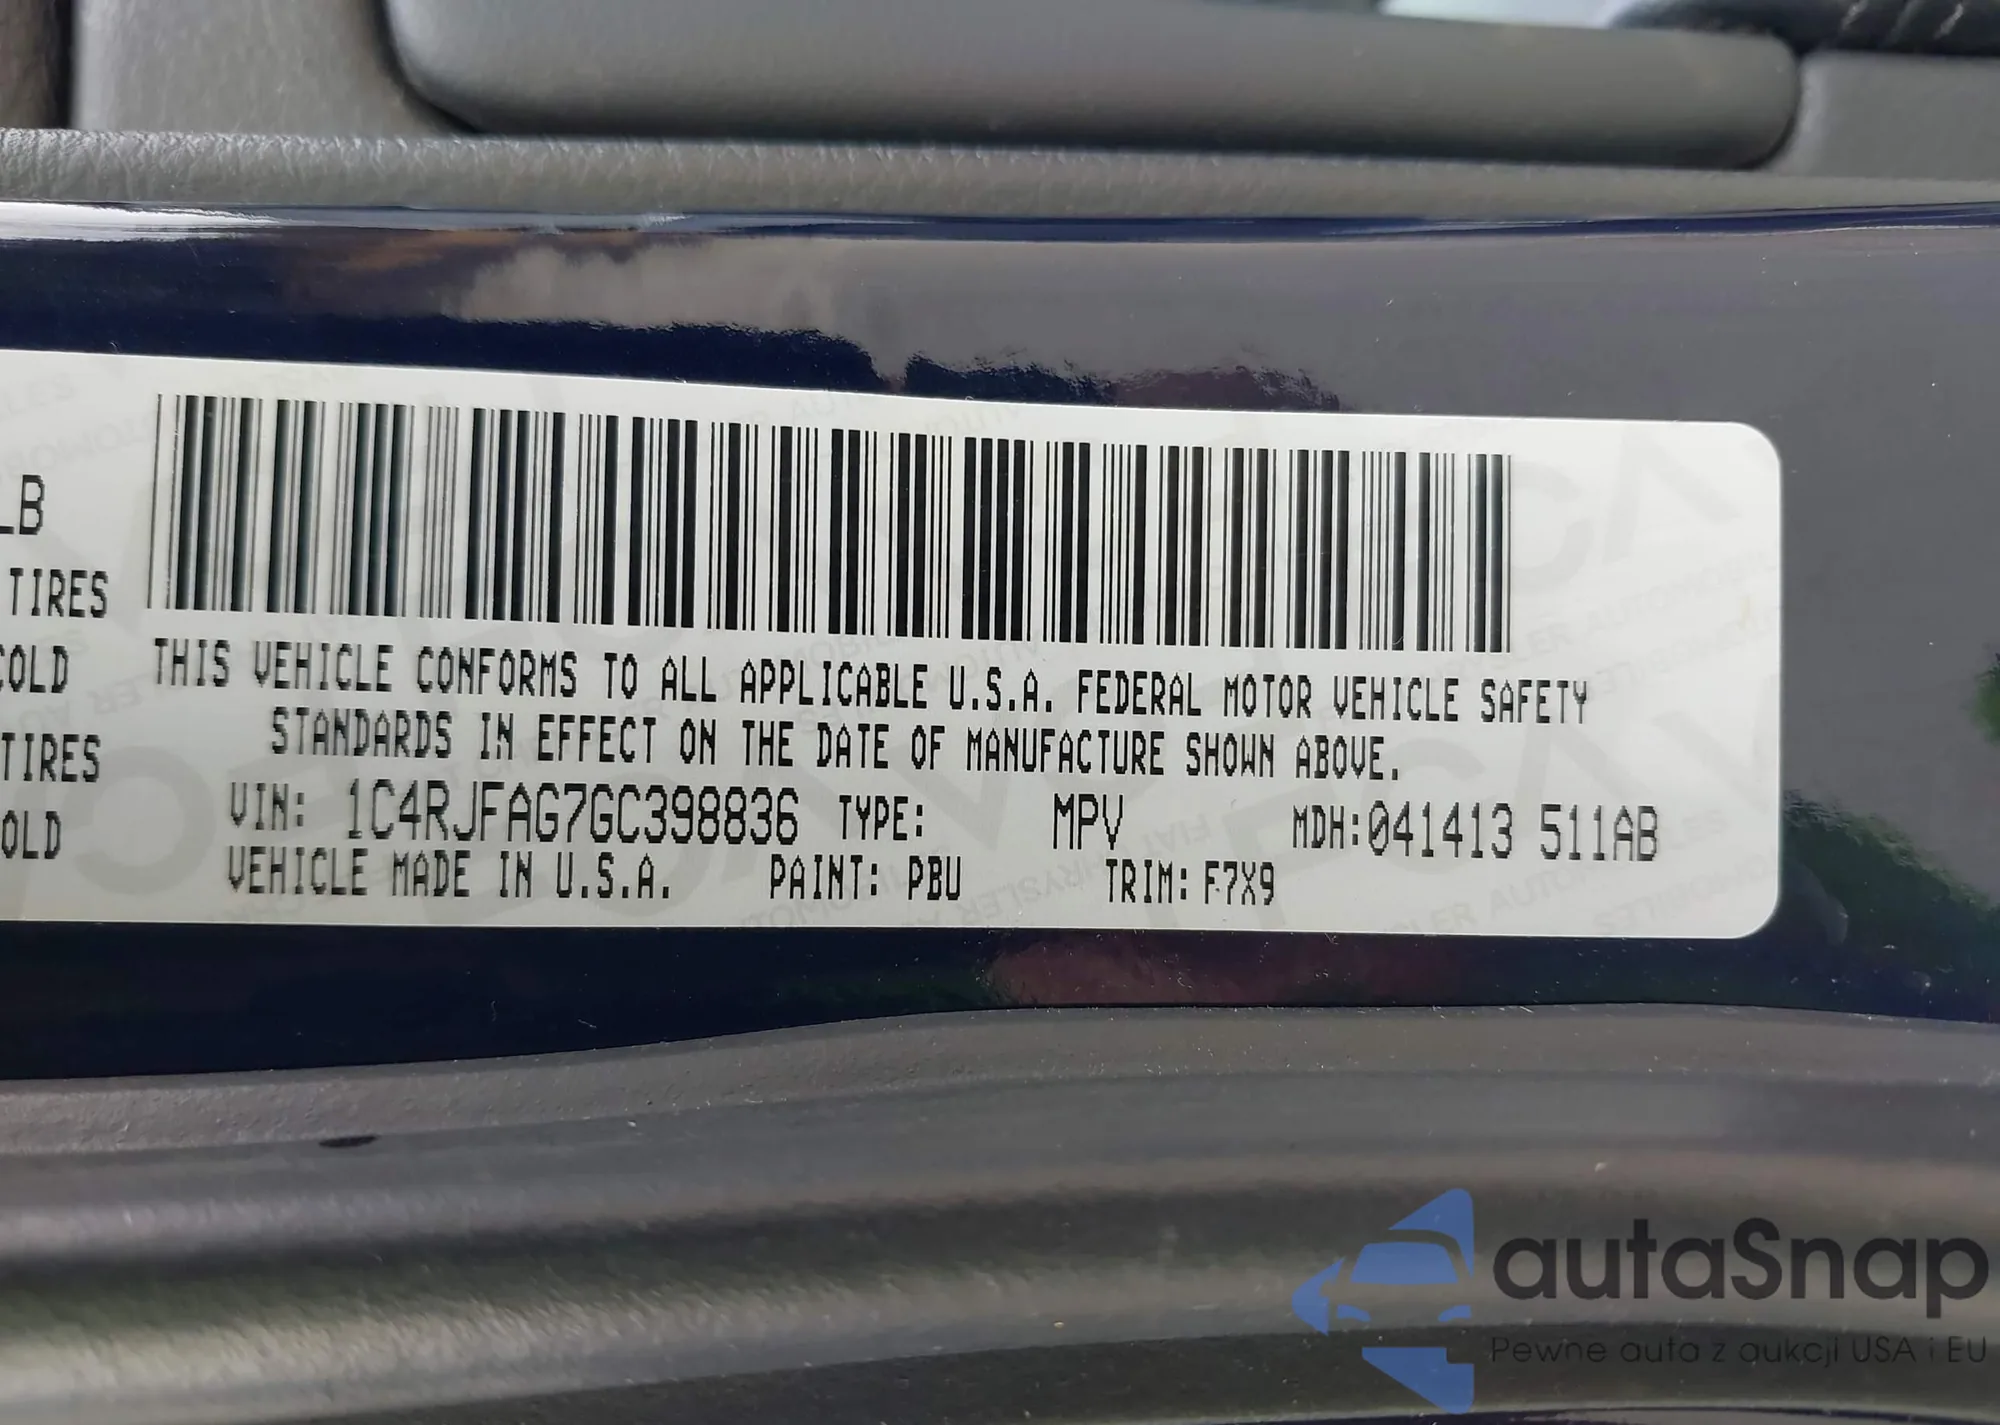 LB
TIRES
COLD
TIRES
OLD
THIS VEHICLE CONFORMS TO ALL APPLICABLE U.S.A. FEDERAL MOTOR VEHICLE SAFETY
STANDARDS IN EFFECT ON THE DATE OF MANUFACTURE SHOWN ABOVE.
VIN: 1C4RJFAG7GC398836 TYPE: MPV MDH:041413 511AB
VEHICLE MADE IN U.S.A. PAINT: PBU TRIM: F7X9
autaSnap
Pewne auta z aukcji USA i EU